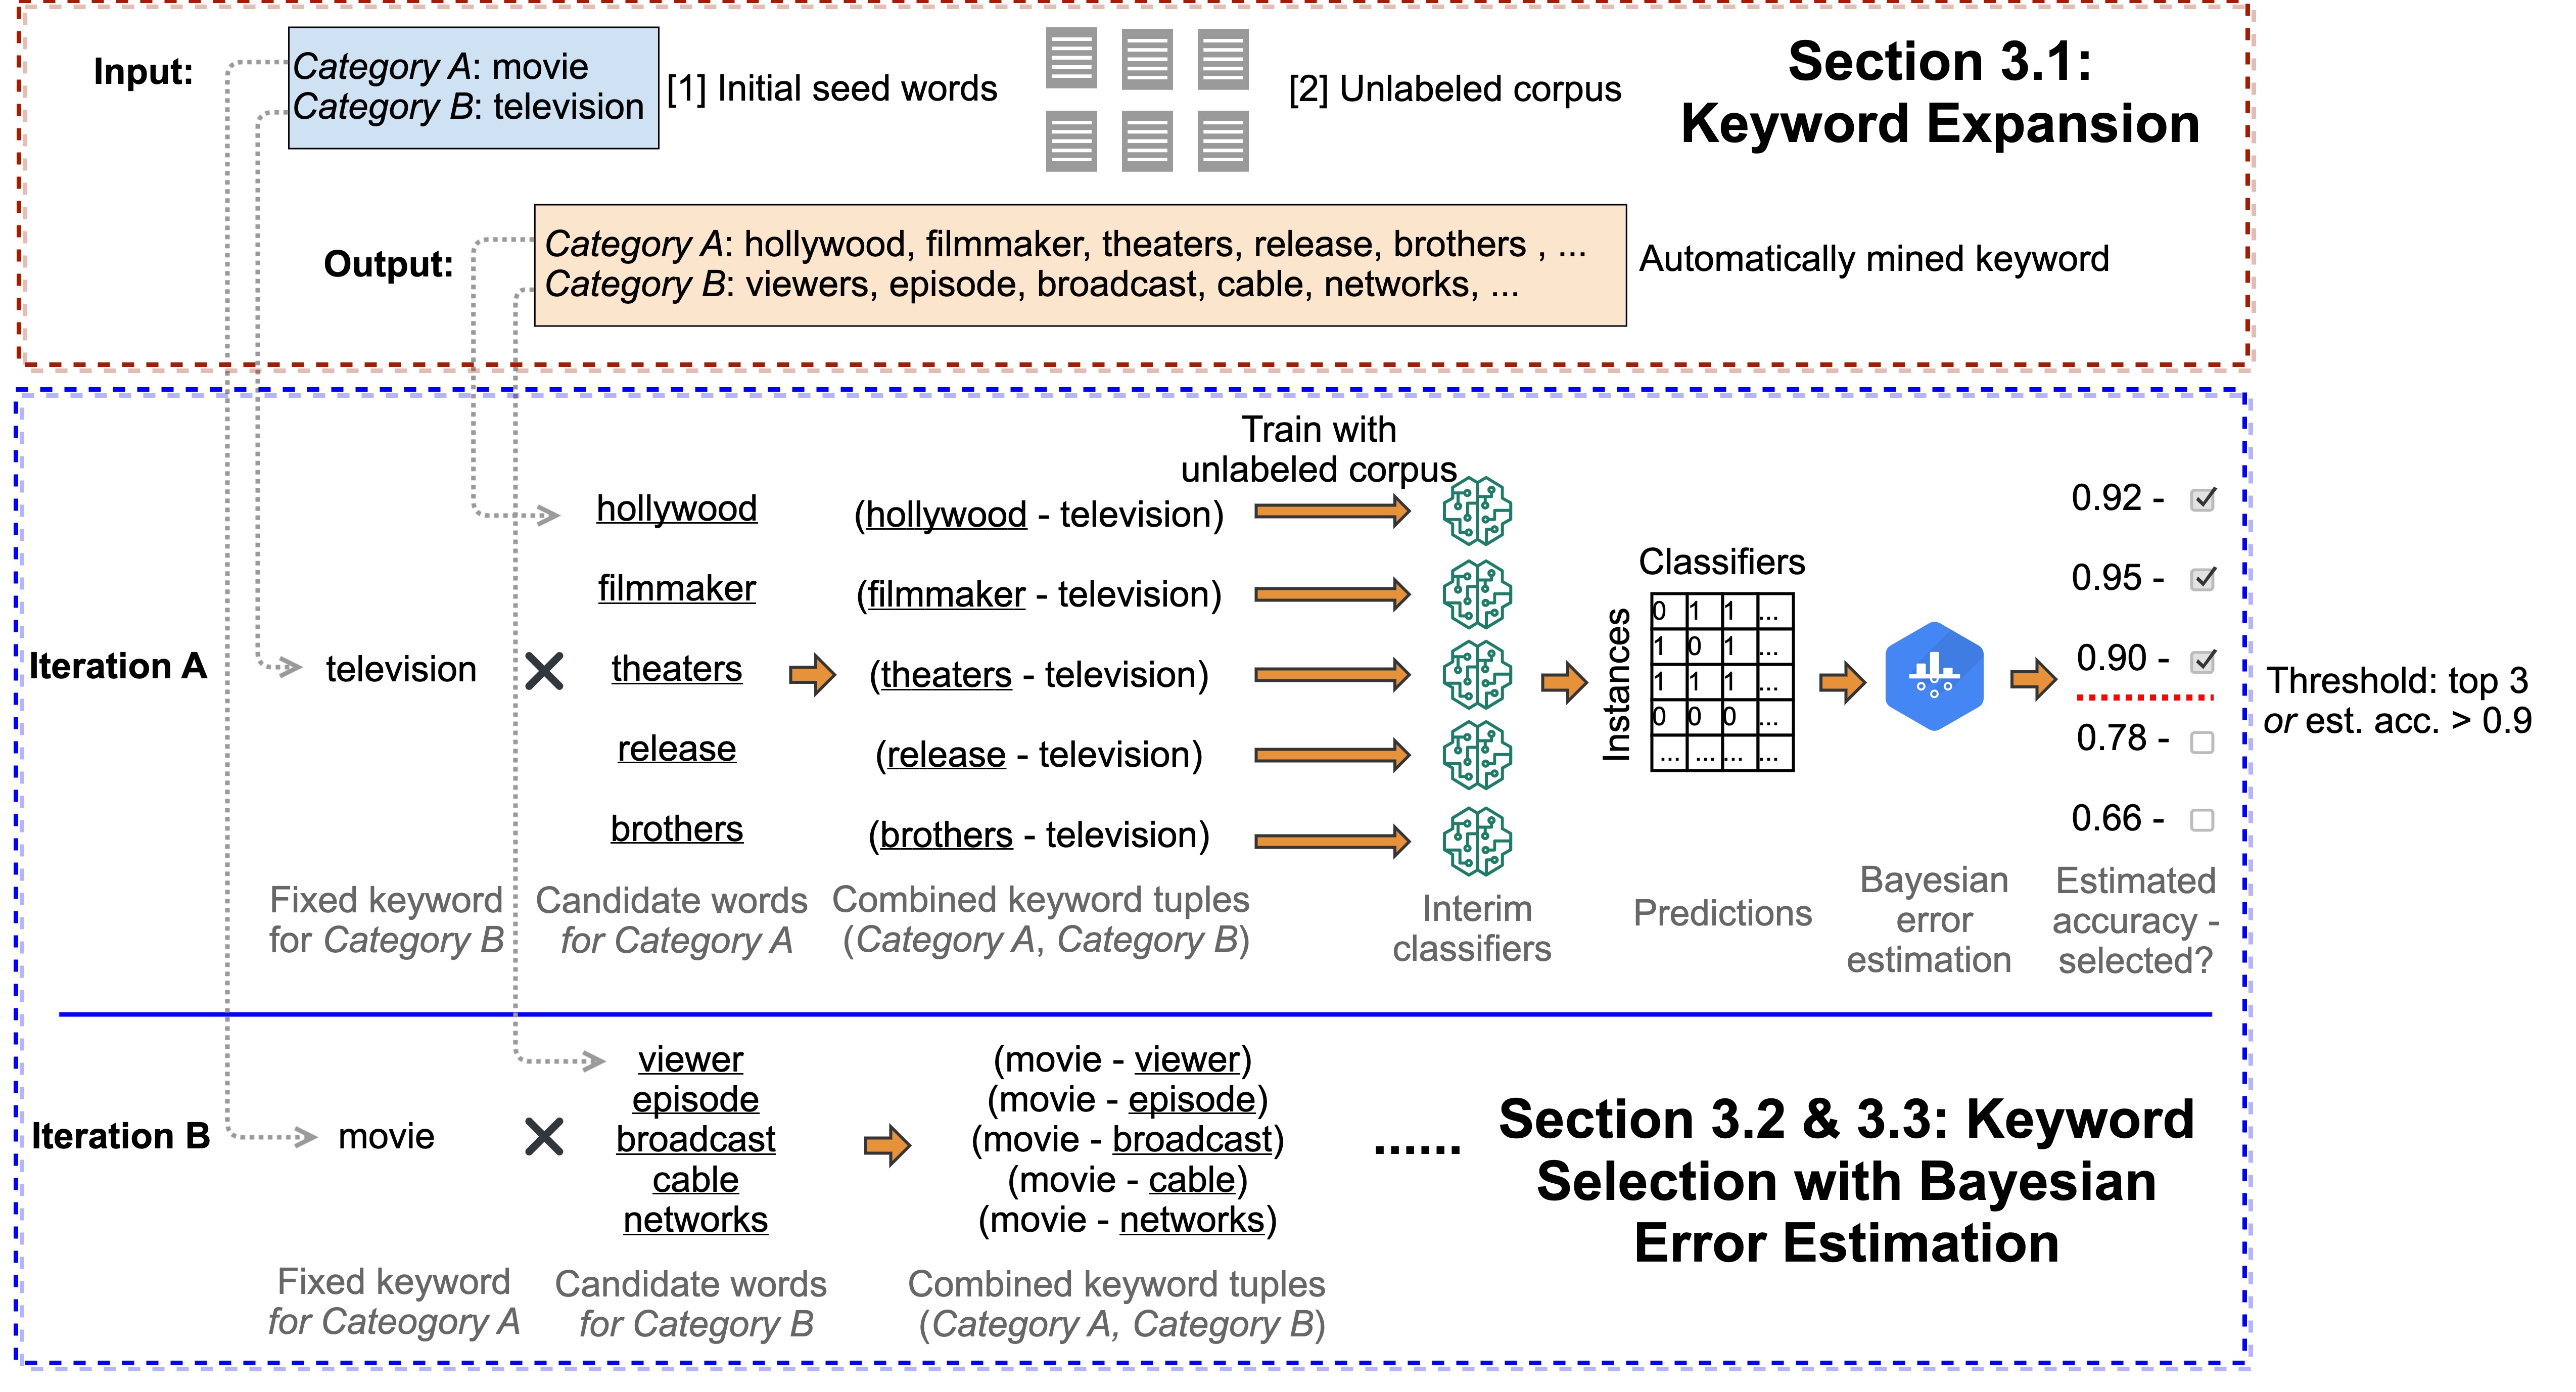 Input:
Category A: movie
Category B: television
[1] Initial seed words
[2] Unlabeled corpus
Section 3.1:
Keyword Expansion
Output:
Category A: hollywood, filmmaker, theaters, release, brothers , ...
Category B: viewers, episode, broadcast, cable, networks, ...
Automatically mined keyword
Iteration A
television
hollywood
filmmaker
theaters
release
brothers
(hollywood - television)
(filmmaker - television)
(theaters - television)
(release - television)
(brothers - television)
Train with
unlabeled corpus
Classifiers
Instances
0 1 1 ...
1 0 1 ...
1 1 1 ...
0 0 0 ...
... ... ... ...
0.92 -
0.95 -
0.90 -
0.78 -
0.66 -
Threshold: top 3
or est. acc. > 0.9
Fixed keyword
for Category B
Candidate words
for Category A
Combined keyword tuples
(Category A, Category B)
Interim
classifiers
Predictions
Bayesian
error
estimation
Estimated
accuracy -
selected?
Iteration B
movie
viewer
episode
broadcast
cable
networks
(movie - viewer)
(movie - episode)
(movie - broadcast)
(movie - cable)
(movie - networks)
......
Section 3.2 & 3.3: Keyword
Selection with Bayesian
Error Estimation
Fixed keyword
for Cateogory A
Candidate words
for Category B
Combined keyword tuples
(Category A, Category B)